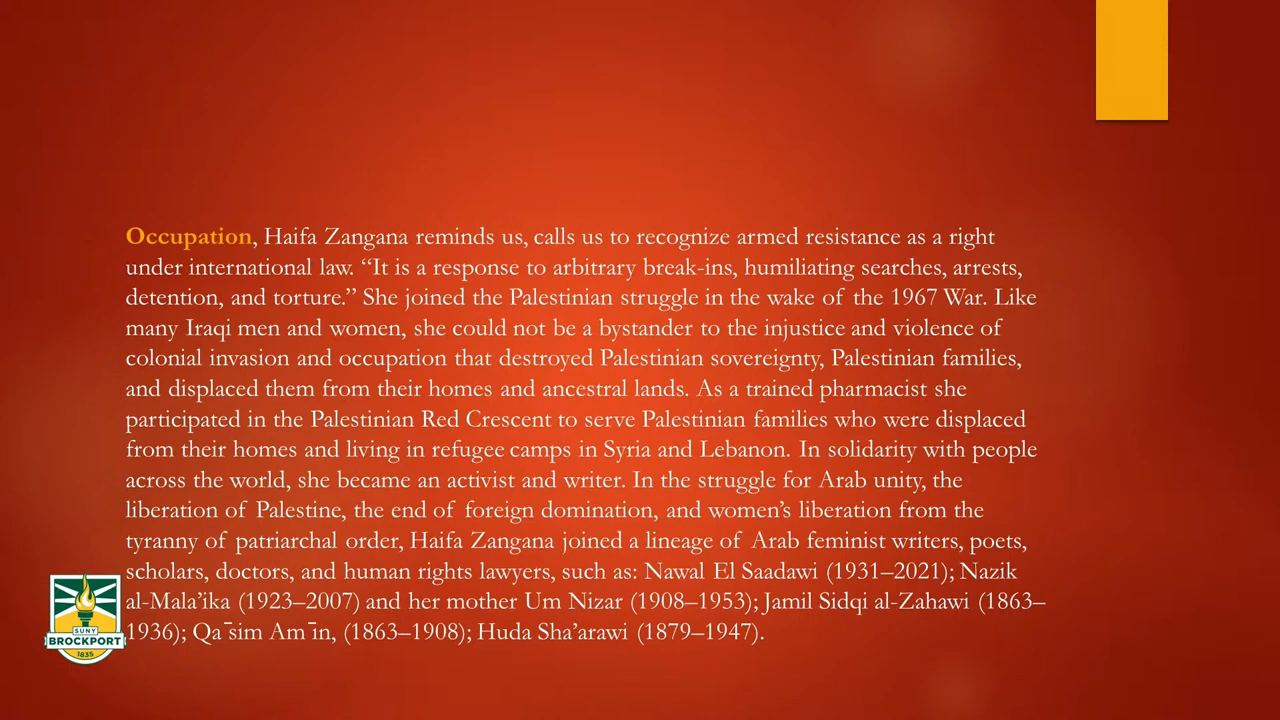 Occupation, Haifa Zangana reminds us, calls us to recognize armed resistance as a right
under international law. “It is a response to arbitrary break-ins, humiliating searches, arrests,
detention, and torture.” She joined the Palestinian struggle in the wake of the 1967 War. Like
many Iraqi men and women, she could not be a bystander to the injustice and violence of
colonial invasion and occupation that destroyed Palestinian sovereignty, Palestinian families,
and displaced them from their homes and ancestral lands. As a trained pharmacist she
participated in the Palestinian Red Crescent to serve Palestinian families who were displaced
from their homes and living in refugee camps in Syria and Lebanon. In solidarity with people
across the world, she became an activist and writer. In the struggle for Arab unity, the
liberation of Palestine, the end of foreign domination, and women’s liberation from the
tyranny of patriarchal order, Haifa Zangana joined a lineage of Arab feminist writers, poets,
scholars, doctors, and human rights lawyers, such as: Nawal El Saadawi (1931–2021); Nazik
al-Mala’ika (1923–2007) and her mother Um Nizar (1908–1953); Jamil Sidqi al-Zahawi (1863–
1936); Qa ̄sim Am ̄in, (1863–1908); Huda Sha’arawi (1879–1947).
SUNY
BROCKPORT
1835